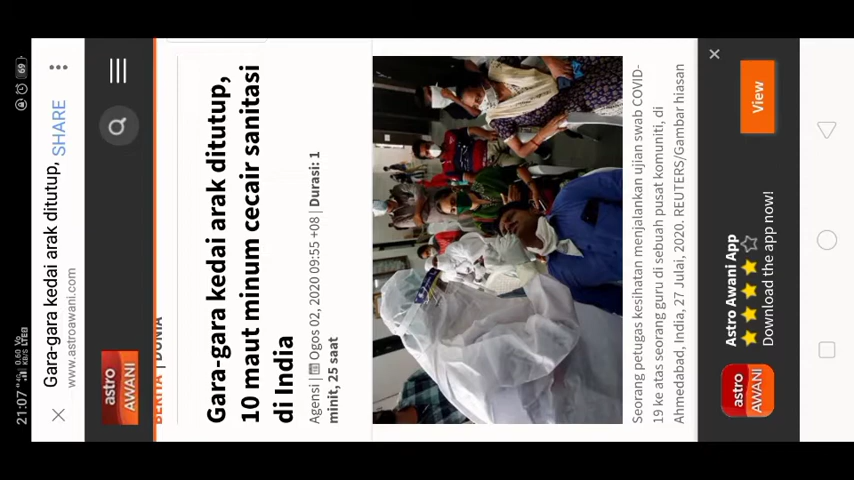 21:07
69
Gara-gara kedai arak ditutup,
www.astroawani.com
SHARE
astro
AWANI
BERITA | DUNIA
Gara-gara kedai arak ditutup,
10 maut minum cecair sanitasi
di India
Agensi | Ogos 02, 2020 09:55 +08 | Durasi: 1
minit, 25 saat
Seorang petugas kesihatan menjalankan ujian swab COVID-
19 ke atas seorang guru di sebuah pusat komuniti, di
Ahmedabad, India, 27 Julai, 2020. REUTERS/Gambar hiasan
astro
AWANI
Astro Awani App
Download the app now!
View